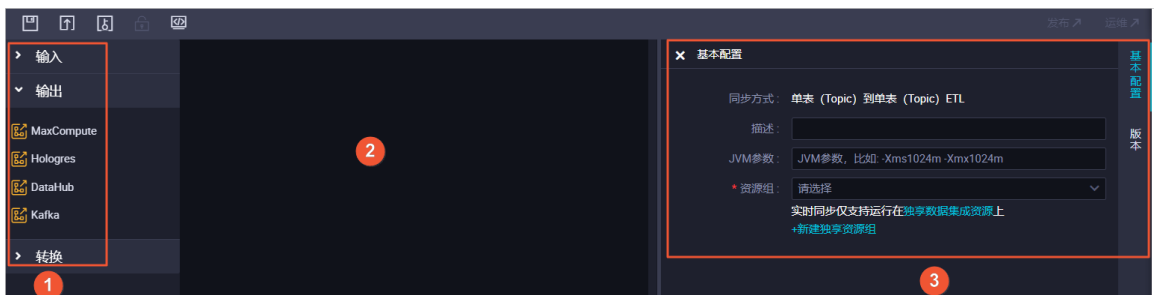 发布 运维
输入
输出
MaxCompute
Hologres
DataHub
Kafka
转换
1
2
基本配置
同步方式： 单表 (Topic) 到单表 (Topic) ETL
描述：
JVM参数： JVM参数，比如: -Xms1024m -Xmx1024m
* 资源组： 请选择
实时同步仅支持运行在独享数据集成资源上
+新建独享资源组
3
基本配置
版本